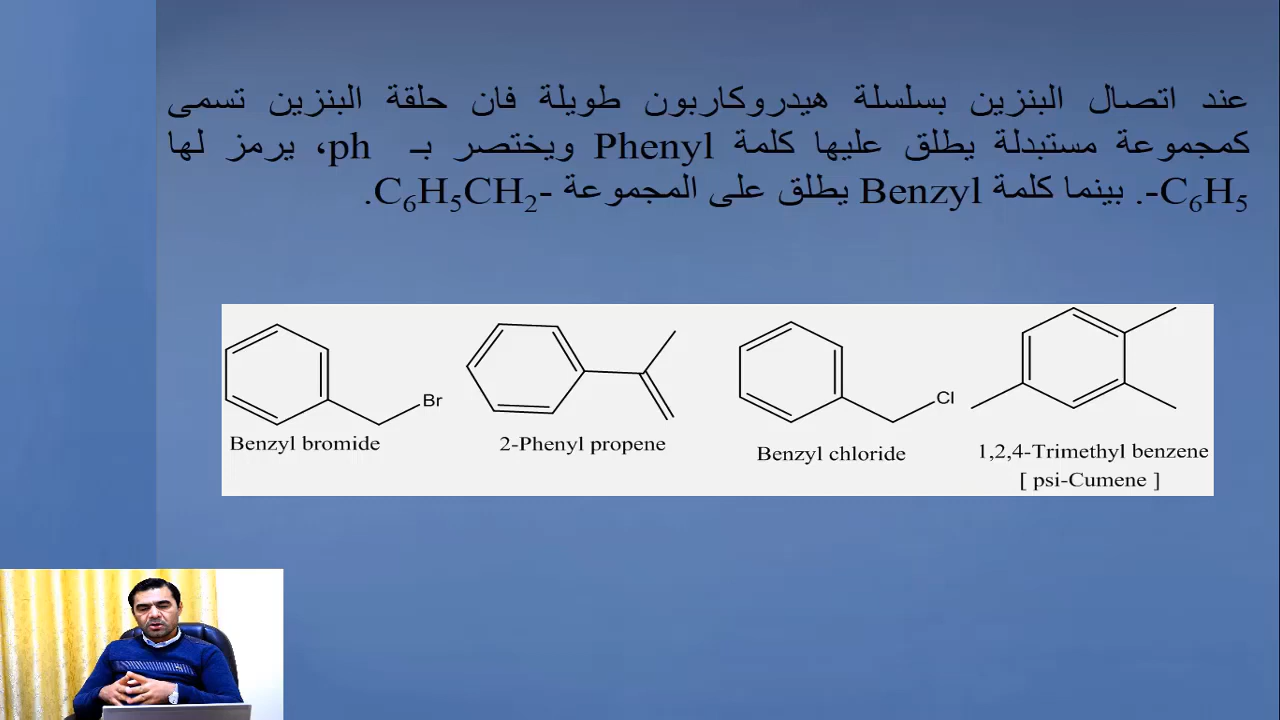 عند اتصال البنزين بسلسلة هيدروكاربون طويلة فان حلقة البنزين تسمى
كمجموعة مستبدلة يطلق عليها كلمة Phenyl ويختصر بـ ph، يرمز لها
C6H5-. بينما كلمة Benzyl يطلق على المجموعة C6H5CH2-.
Br
Cl
Benzyl bromide
2-Phenyl propene
Benzyl chloride
1,2,4-Trimethyl benzene
[ psi-Cumene ]